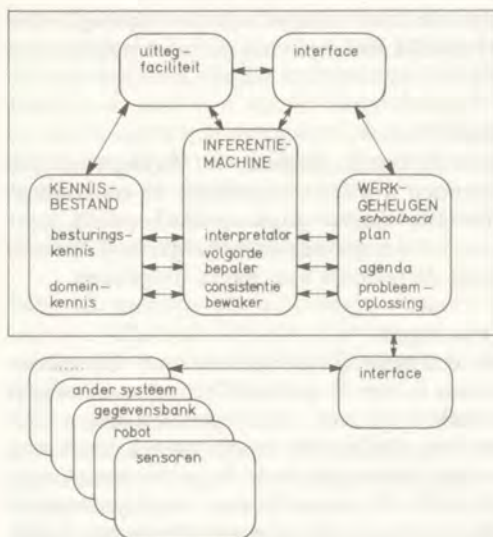 uitleg-
faciliteit
interface
INFERENTIE-
MACHINE
KENNIS-
BESTAND
besturings-
kennis
domein-
kennis
interpretator
volgorde
bepaler
consistentie
bewaker
WERK-
GEHEUGEN
schoolbord
plan
agenda
probleem-
oplossing
interface
......
ander systeem
gegevensbank
robot
sensoren